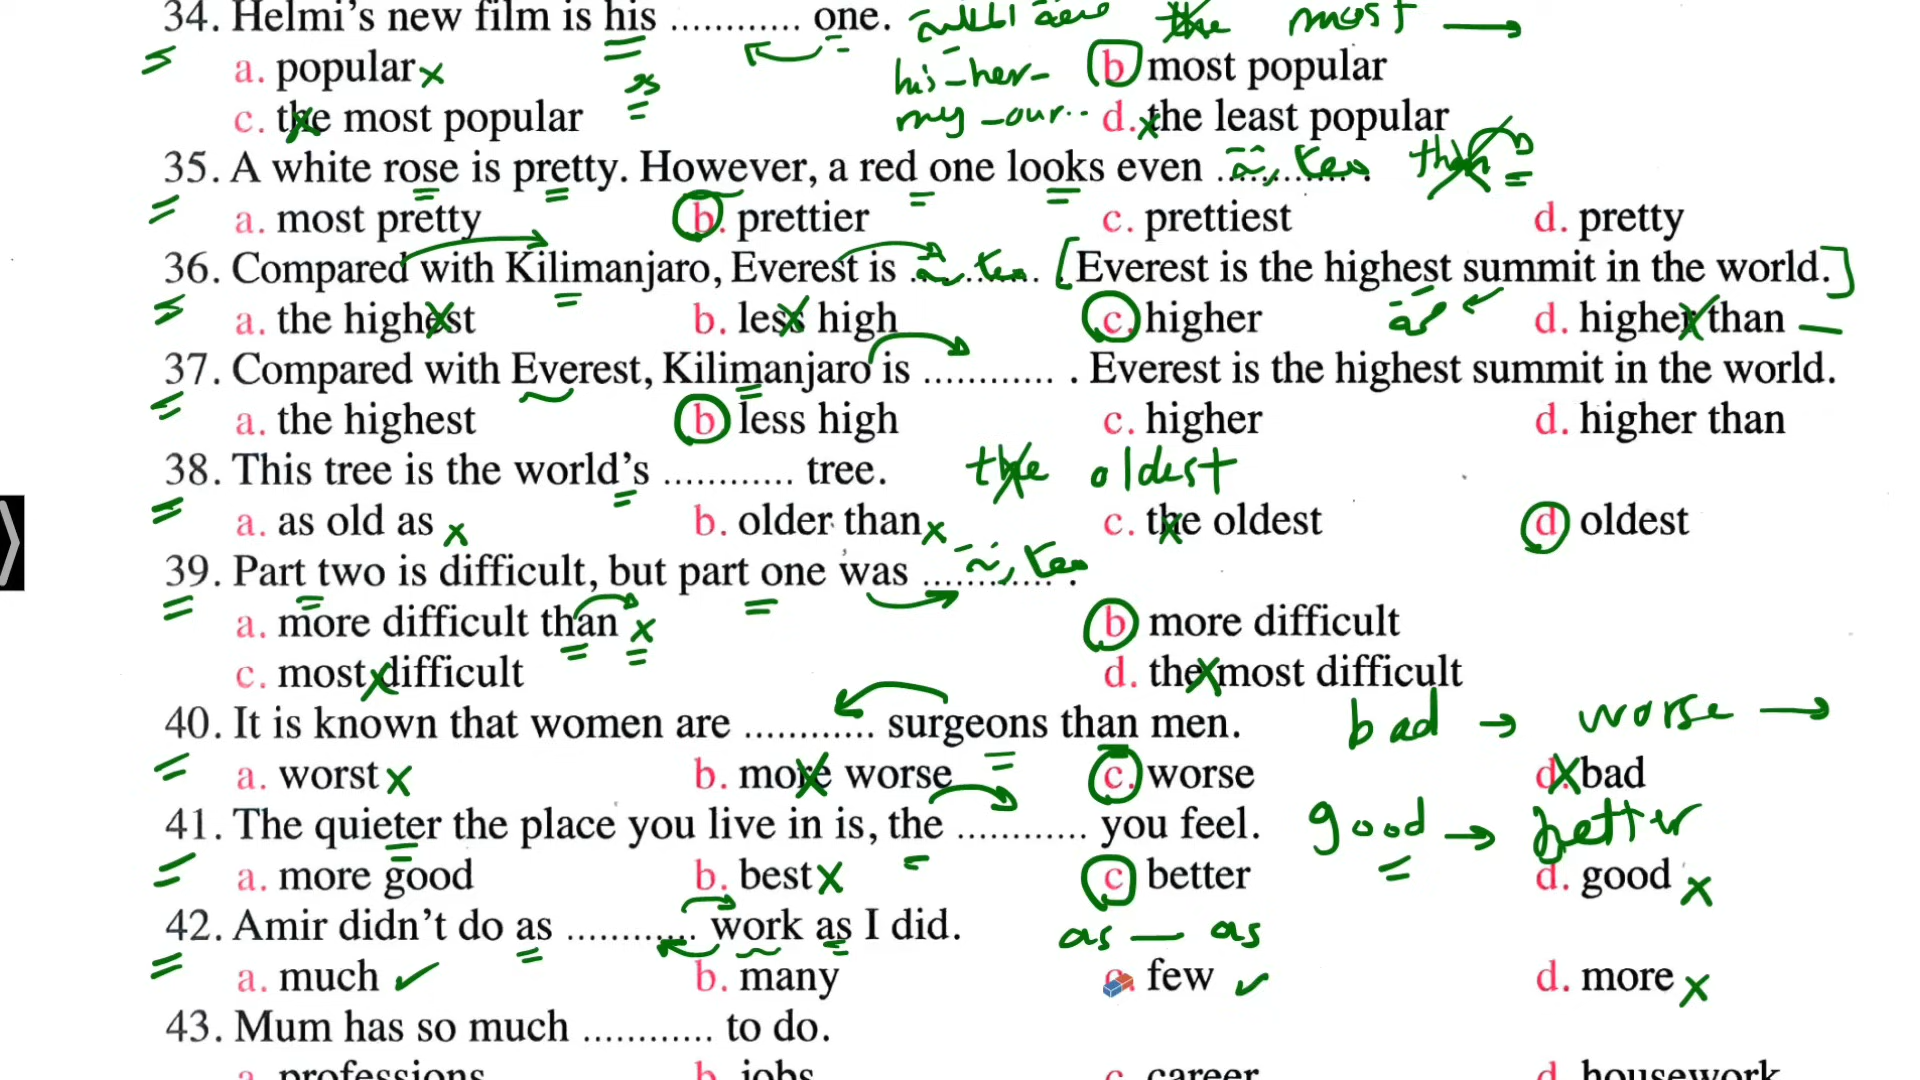 34. Helmi's new film is his ............ one. the most
a. popular x his - her - b most popular
c. the most popular my - our.. d. the least popular
35. A white rose is pretty. However, a red one looks even ............ . than
a. most pretty b. prettier c. prettiest d. pretty
36. Compared with Kilimanjaro, Everest is ............ . [Everest is the highest summit in the world.]
a. the highest b. less high c. higher d. higher than
37. Compared with Everest, Kilimanjaro is ............ . Everest is the highest summit in the world.
a. the highest b less high c. higher d. higher than
38. This tree is the world's ............ tree. the oldest
a. as old as x b. older than x c. the oldest d oldest
39. Part two is difficult, but part one was ............ .
a. more difficult than x b more difficult
c. most difficult d. the most difficult
40. It is known that women are ............ surgeons than men. bad → worse →
a. worst x b. more worse c. worse d. bad
41. The quieter the place you live in is, the ............ you feel. good → better
a. more good b. best x c better d. good x
42. Amir didn't do as ............ work as I did. as — as
a. much ✓ b. many c. few ✓ d. more x
43. Mum has so much ............ to do.
a. professions b. jobs c. career d. housework